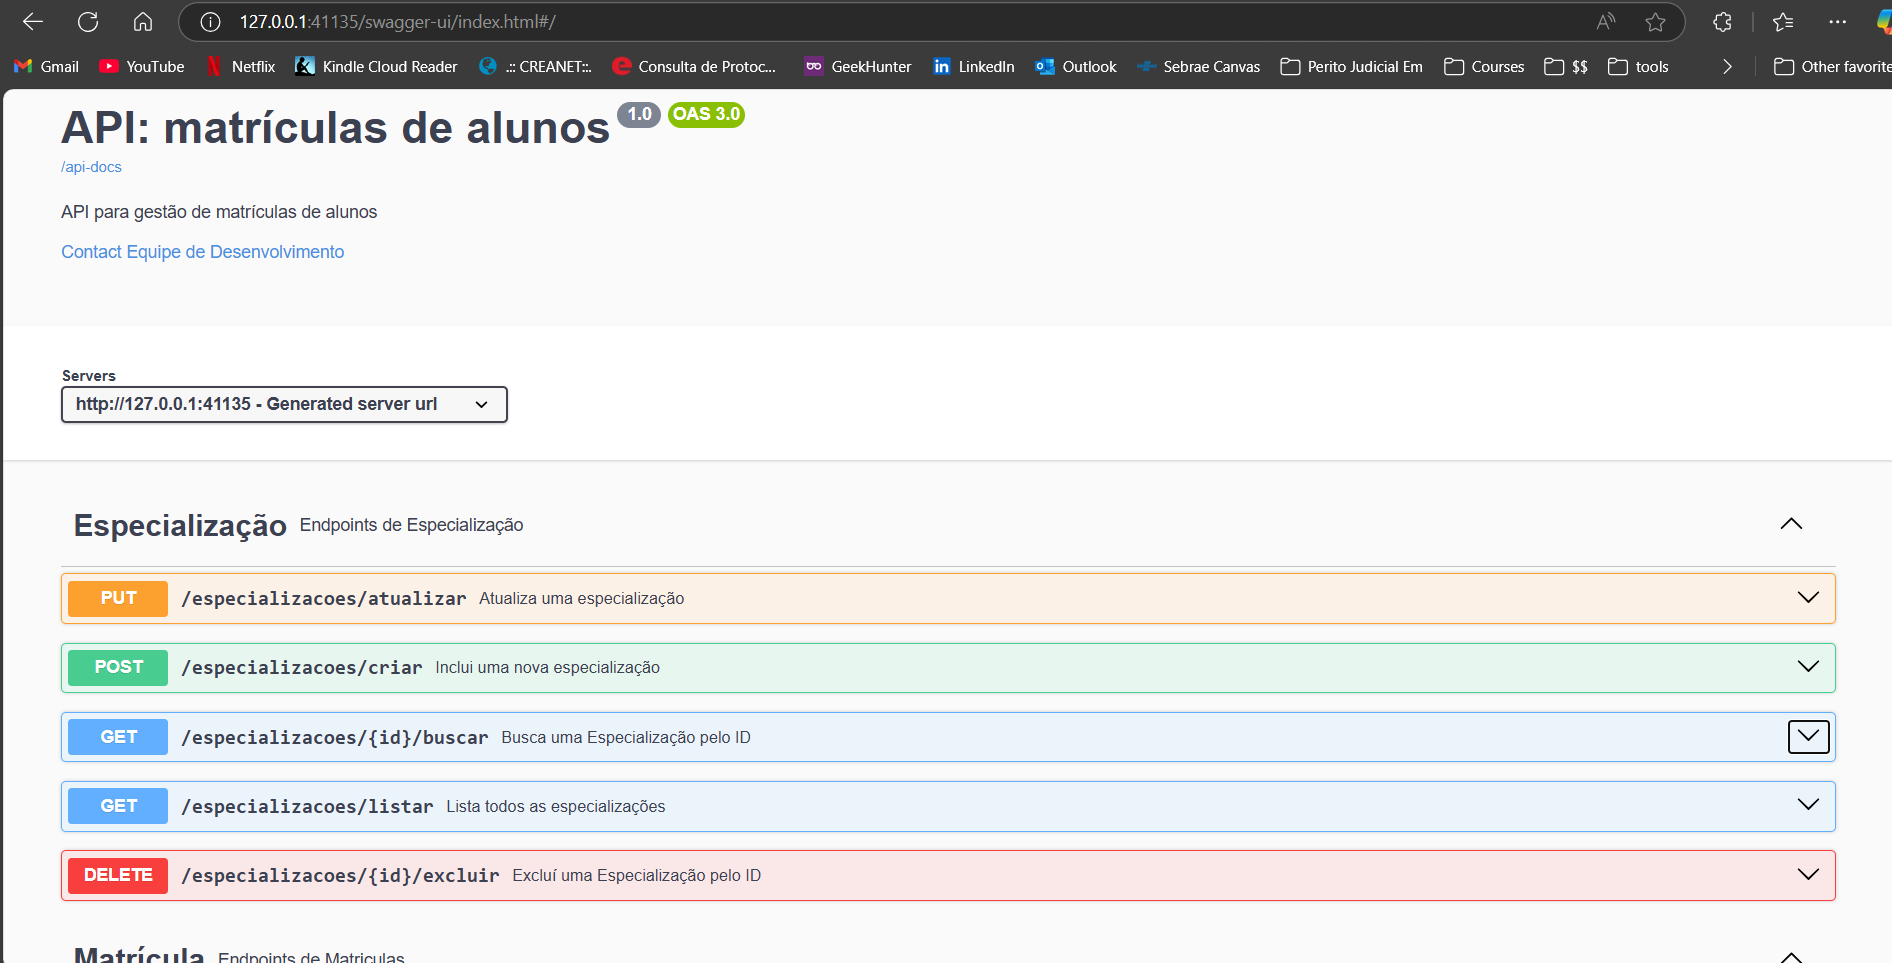 127.0.0.1:41135/swagger-ui/index.html#/
Gmail YouTube Netflix Kindle Cloud Reader .:: CREANET::. Consulta de Protoc... GeekHunter LinkedIn Outlook Sebrae Canvas Perito Judicial Em Courses $$ tools Other favorite
API: matrículas de alunos 1.0 OAS 3.0
/api-docs
API para gestão de matrículas de alunos
Contact Equipe de Desenvolvimento
Servers
http://127.0.0.1:41135 - Generated server url
Especialização Endpoints de Especialização
PUT /especializacoes/atualizar Atualiza uma especialização
POST /especializacoes/criar Inclui uma nova especialização
GET /especializacoes/{id}/buscar Busca uma Especialização pelo ID
GET /especializacoes/listar Lista todos as especializações
DELETE /especializacoes/{id}/excluir Excluí uma Especialização pelo ID
Matrícula Endpoints de Matriculas